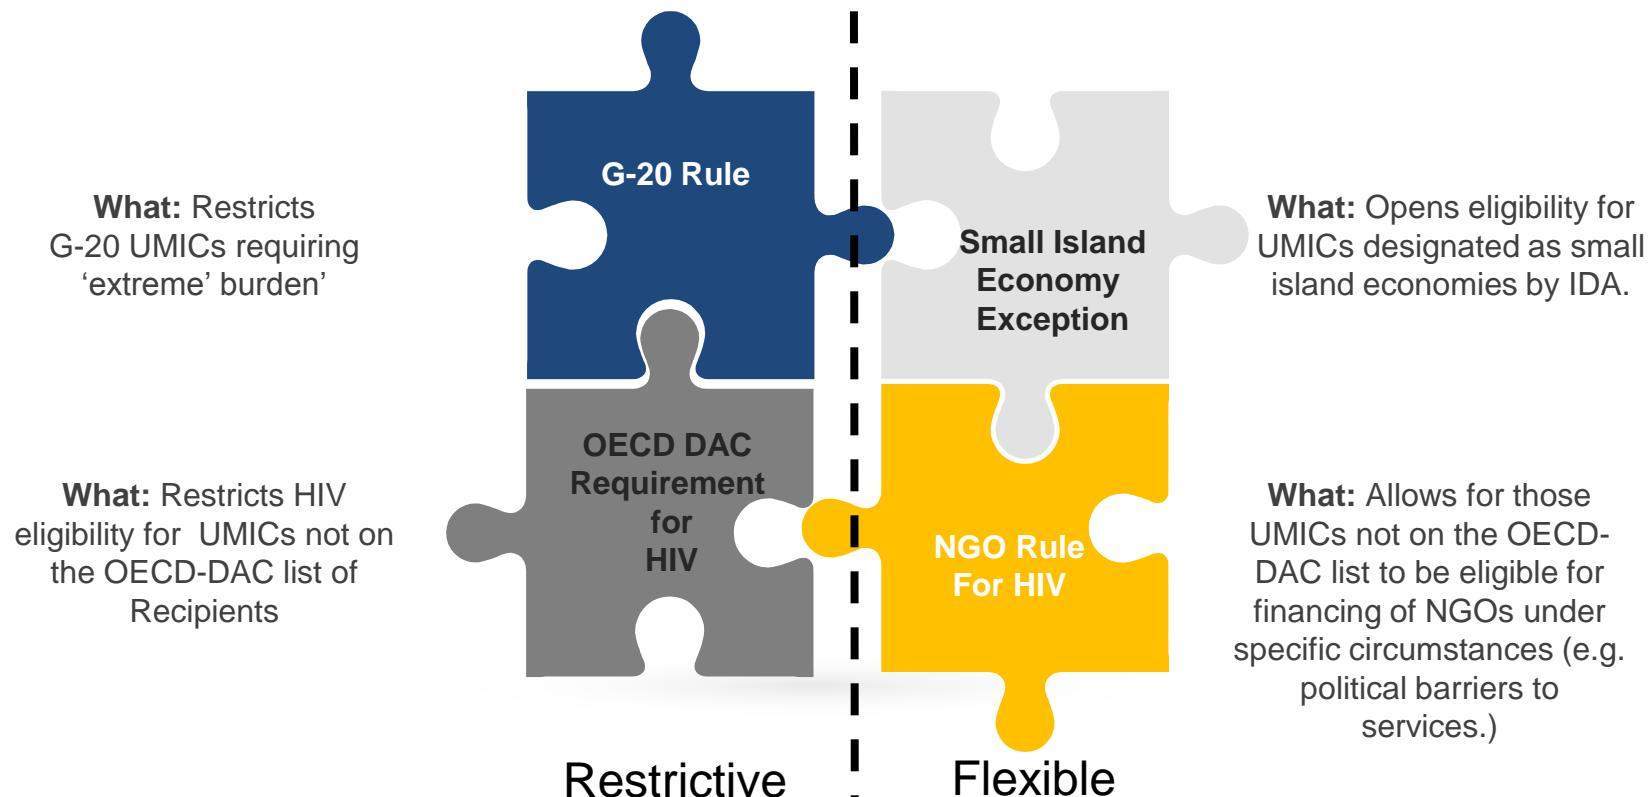 G-20 Rule
What: Restricts
G-20 UMICs requiring
‘extreme’ burden’
Small Island
Economy
Exception
What: Opens eligibility for
UMICs designated as small
island economies by IDA.
OECD DAC
Requirement
for
HIV
What: Restricts HIV
eligibility for UMICs not on
the OECD-DAC list of
Recipients
NGO Rule
For HIV
What: Allows for those
UMICs not on the OECD-
DAC list to be eligible for
financing of NGOs under
specific circumstances (e.g.
political barriers to
services.)
Restrictive
Flexible